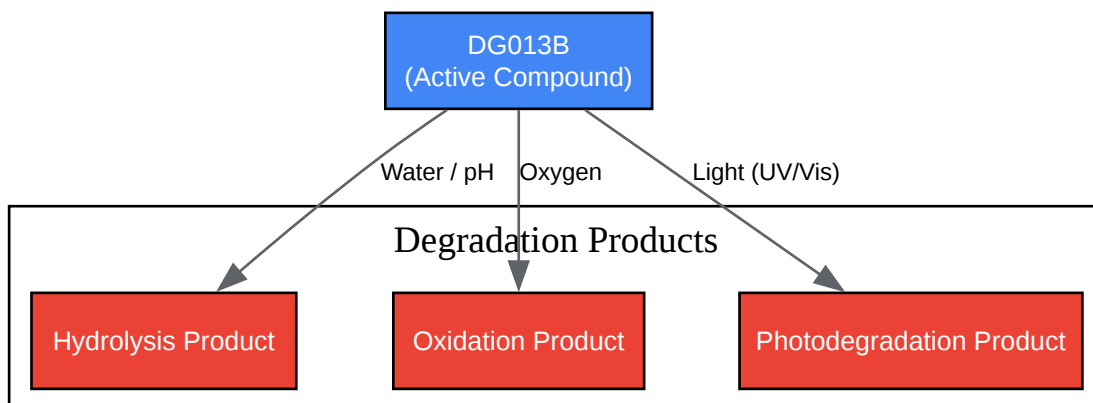 DG013B
(Active Compound)
Water / pH
Oxygen
Light (UV/Vis)
Degradation Products
Hydrolysis Product
Oxidation Product
Photodegradation Product